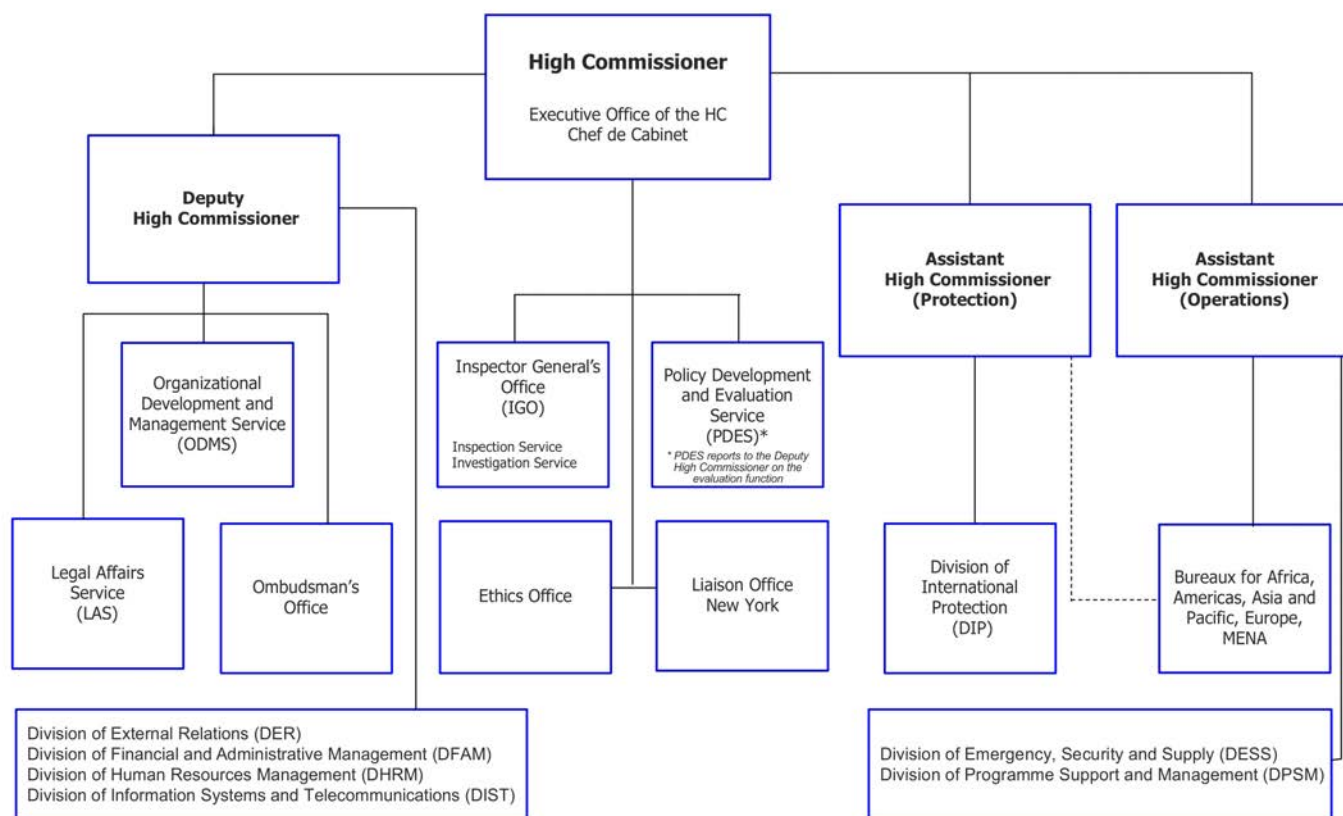 High Commissioner
Executive Office of the HC
Chef de Cabinet
Deputy
High Commissioner
Assistant
High Commissioner
(Protection)
Assistant
High Commissioner
(Operations)
Organizational
Development and
Management Service
(ODMS)
Inspector General’s
Office
(IGO)
Inspection Service
Investigation Service
Policy Development
and Evaluation
Service
(PDES)*
* PDES reports to the Deputy
High Commissioner on the
evaluation function
Legal Affairs
Service
(LAS)
Ombudsman’s
Office
Ethics Office
Liaison Office
New York
Division of
International
Protection
(DIP)
Bureaux for Africa,
Americas, Asia and
Pacific, Europe,
MENA
Division of External Relations (DER)
Division of Financial and Administrative Management (DFAM)
Division of Human Resources Management (DHRM)
Division of Information Systems and Telecommunications (DIST)
Division of Emergency, Security and Supply (DESS)
Division of Programme Support and Management (DPSM)